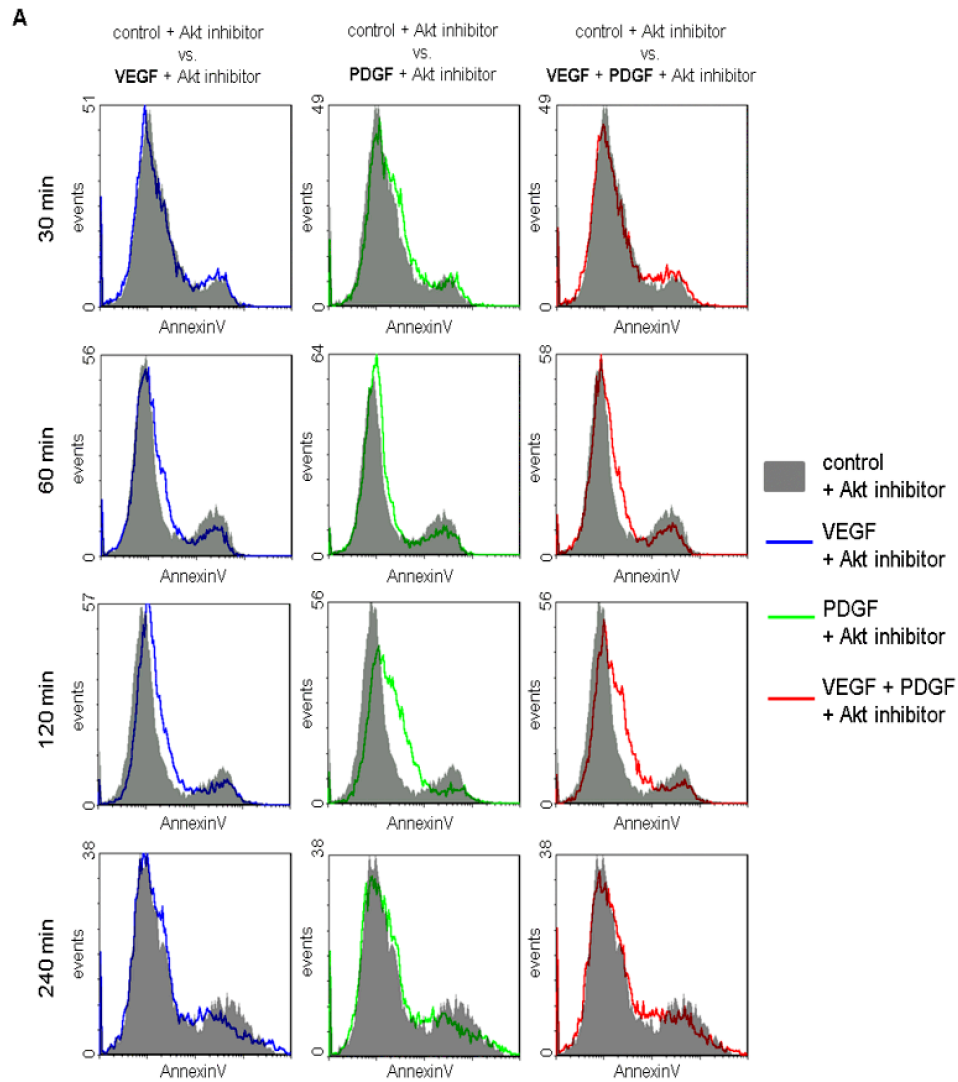 A
control + Akt inhibitor
vs.
VEGF + Akt inhibitor
control + Akt inhibitor
vs.
PDGF + Akt inhibitor
control + Akt inhibitor
vs.
VEGF + PDGF + Akt inhibitor
30 min
51
events
0
AnnexinV
49
events
0
AnnexinV
49
events
0
AnnexinV
60 min
56
events
0
AnnexinV
64
events
0
AnnexinV
58
events
0
AnnexinV
control
+ Akt inhibitor
VEGF
+ Akt inhibitor
PDGF
+ Akt inhibitor
VEGF + PDGF
+ Akt inhibitor
120 min
57
events
0
AnnexinV
56
events
0
AnnexinV
56
events
0
AnnexinV
240 min
38
events
0
AnnexinV
38
events
0
AnnexinV
38
events
0
AnnexinV